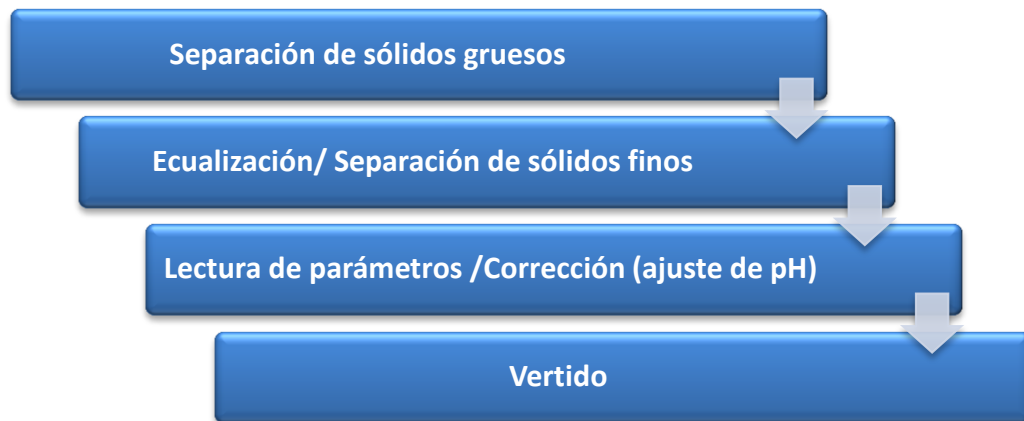 Separación de sólidos gruesos
Ecualización/ Separación de sólidos finos
Lectura de parámetros /Corrección (ajuste de pH)
Vertido